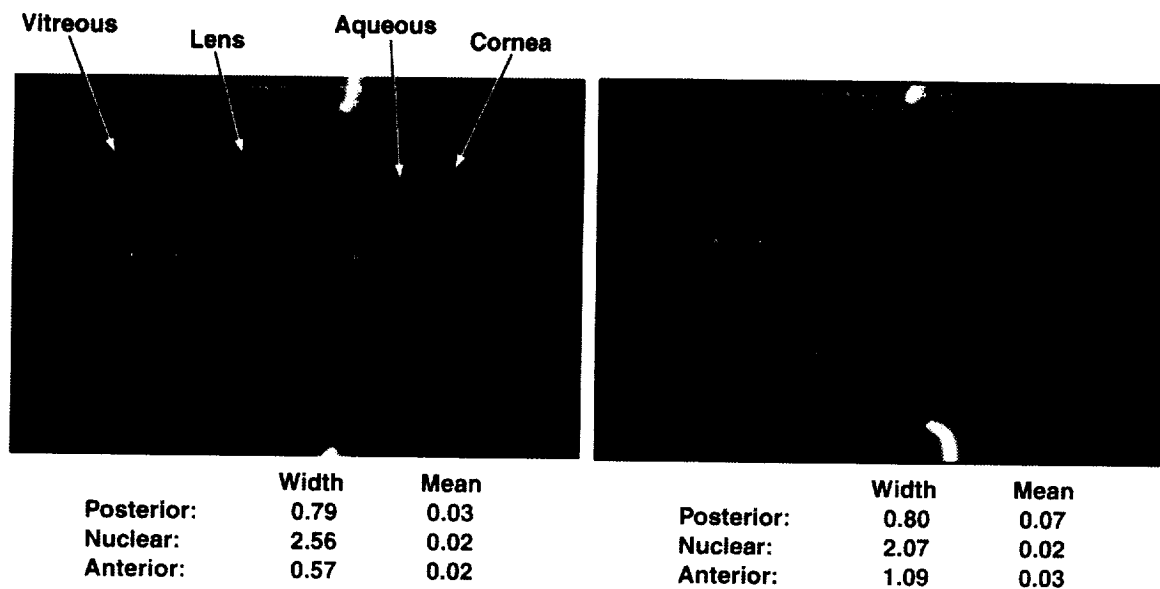 Vitreous
Lens
Aqueous
Cornea
Width Mean
Posterior: 0.79 0.03
Nuclear: 2.56 0.02
Anterior: 0.57 0.02
Width Mean
Posterior: 0.80 0.07
Nuclear: 2.07 0.02
Anterior: 1.09 0.03